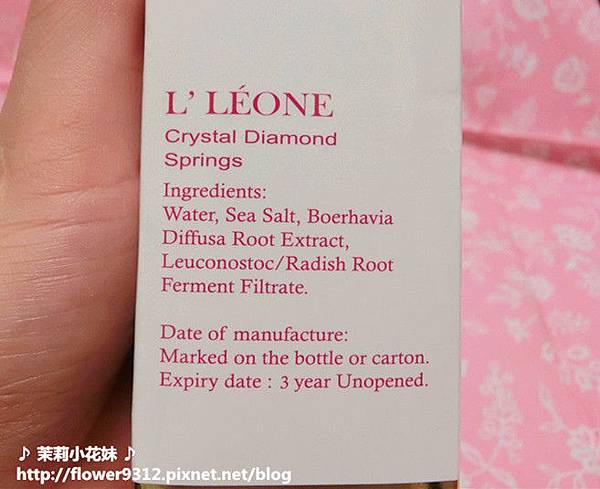 L' LÉONE
Crystal Diamond
Springs
Ingredients:
Water, Sea Salt, Boerhavia
Diffusa Root Extract,
Leuconostoc/Radish Root
Ferment Filtrate.
Date of manufacture:
Marked on the bottle or carton.
Expiry date : 3 year Unopened.
♪ 茉莉小花妹 ♪
http://flower9312.pixnet.net/blog